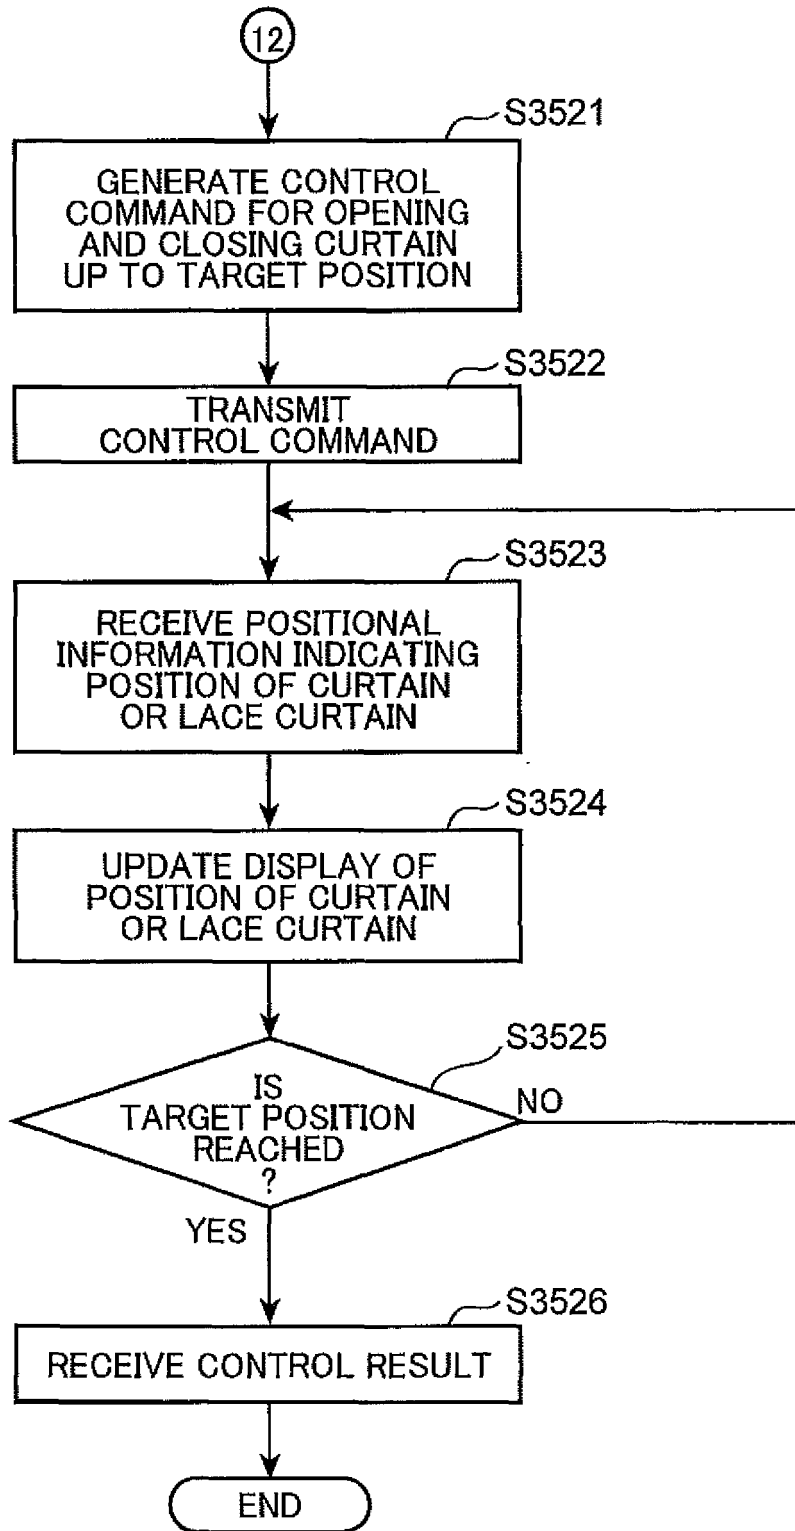 12
S3521
GENERATE CONTROL
COMMAND FOR OPENING
AND CLOSING CURTAIN
UP TO TARGET POSITION
S3522
TRANSMIT
CONTROL COMMAND
S3523
RECEIVE POSITIONAL
INFORMATION INDICATING
POSITION OF CURTAIN
OR LACE CURTAIN
S3524
UPDATE DISPLAY OF
POSITION OF CURTAIN
OR LACE CURTAIN
S3525
IS
TARGET POSITION
REACHED
?
NO
YES
S3526
RECEIVE CONTROL RESULT
END